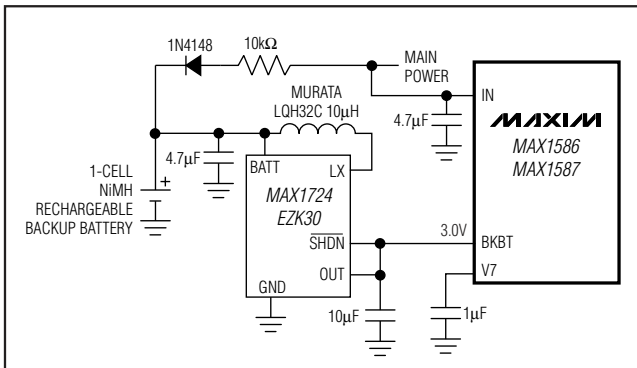 1N4148
10kΩ
MAIN
POWER
MURATA
LQH32C 10µH
IN
4.7µF
MAXIM
MAX1586
MAX1587
4.7µF
BATT
LX
1-CELL
NiMH
RECHARGEABLE
BACKUP BATTERY
+
MAX1724
EZK30
SHDN
3.0V
BKBT
OUT
V7
GND
10µF
1µF